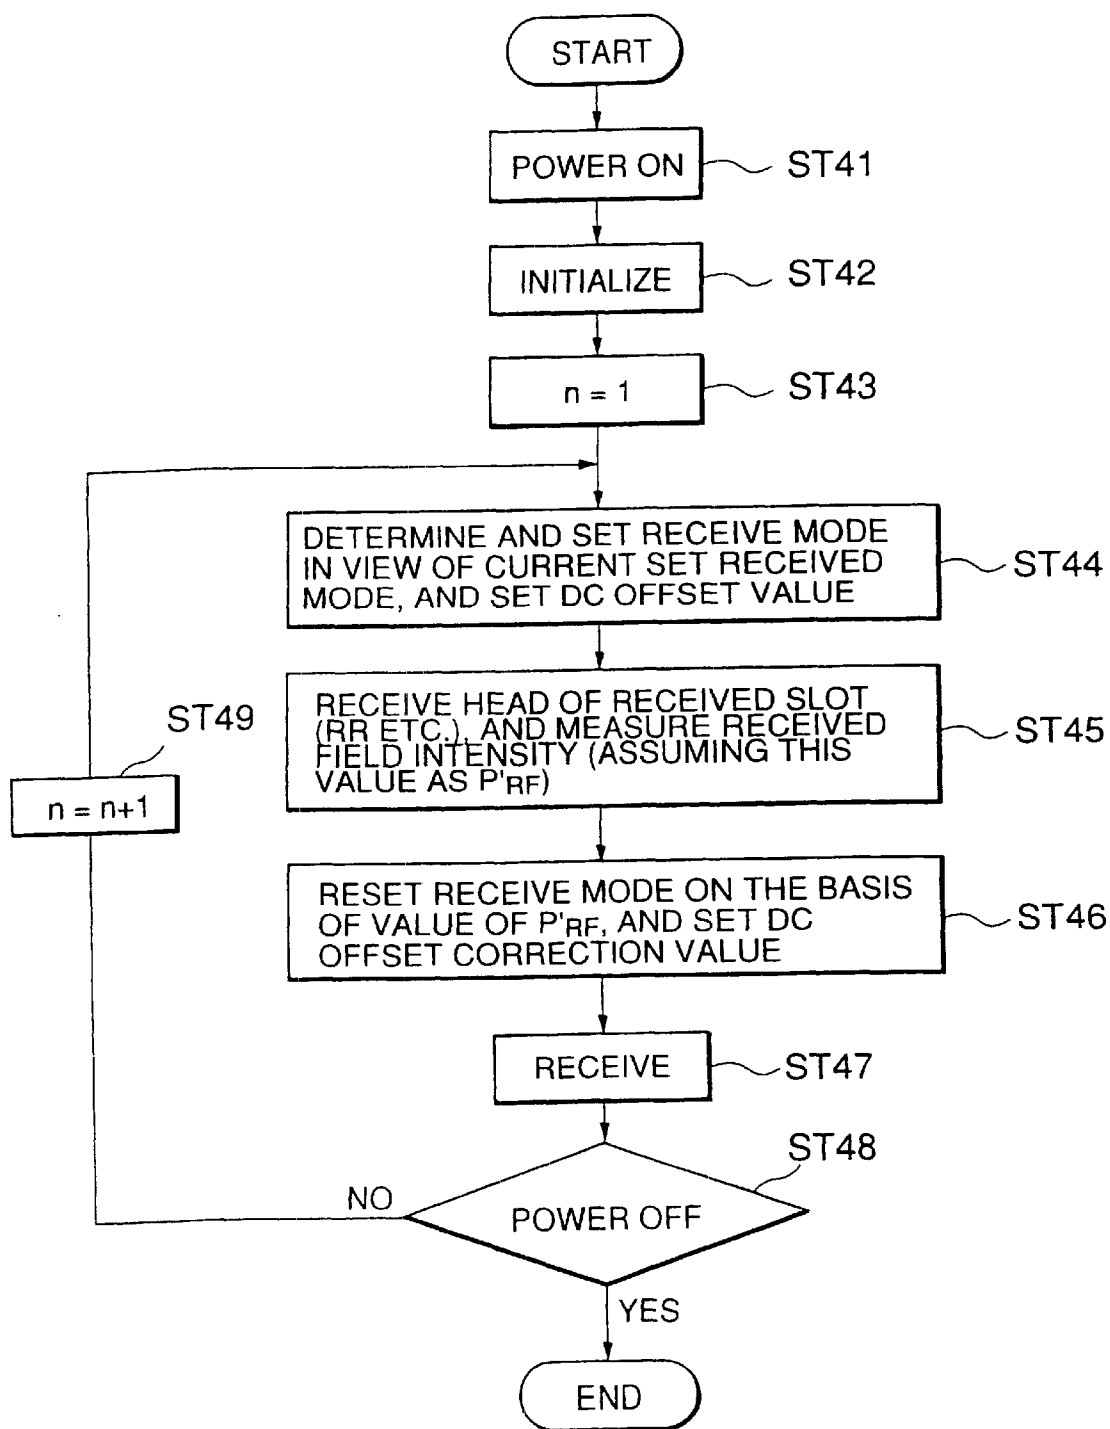 START
POWER ON
ST41
INITIALIZE
ST42
n = 1
ST43
DETERMINE AND SET RECEIVE MODE
IN VIEW OF CURRENT SET RECEIVED
MODE, AND SET DC OFFSET VALUE
ST44
RECEIVE HEAD OF RECEIVED SLOT
(RR ETC.), AND MEASURE RECEIVED
FIELD INTENSITY (ASSUMING THIS
VALUE AS P'RF)
ST45
ST49
n = n+1
RESET RECEIVE MODE ON THE BASIS
OF VALUE OF P'RF, AND SET DC
OFFSET CORRECTION VALUE
ST46
RECEIVE
ST47
ST48
NO
POWER OFF
YES
END